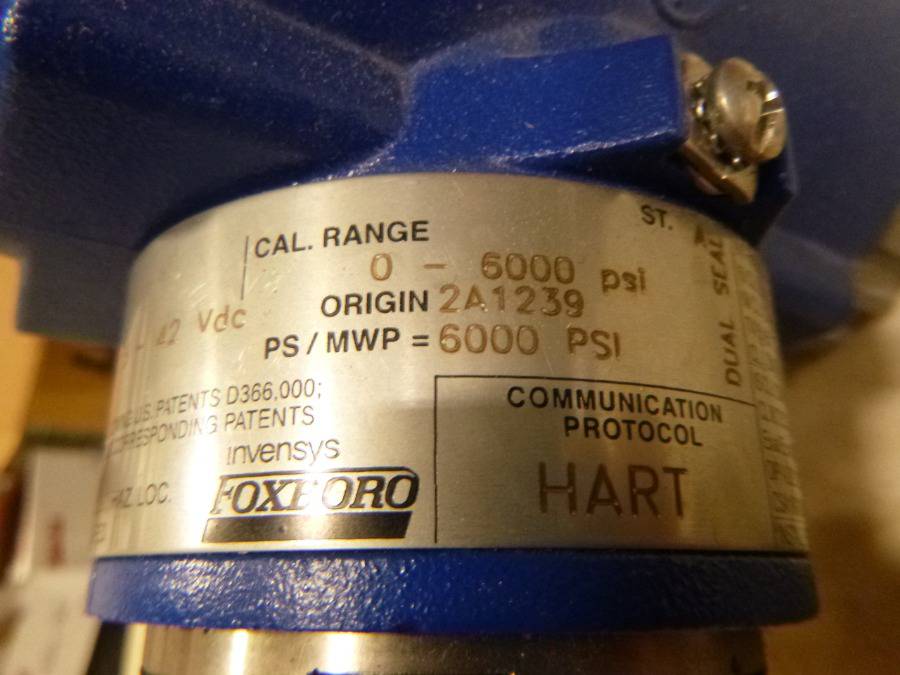 CAL. RANGE
0 - 6000 psi
ORIGIN 2A1239
- 42 Vdc
PS / MWP = 6000 PSI
U.S. PATENTS D366,000;
CORRESPONDING PATENTS
invensys
FOXBORO
HAZ. LOC.
COMMUNICATION
PROTOCOL
HART
ST.
DUAL SEAL